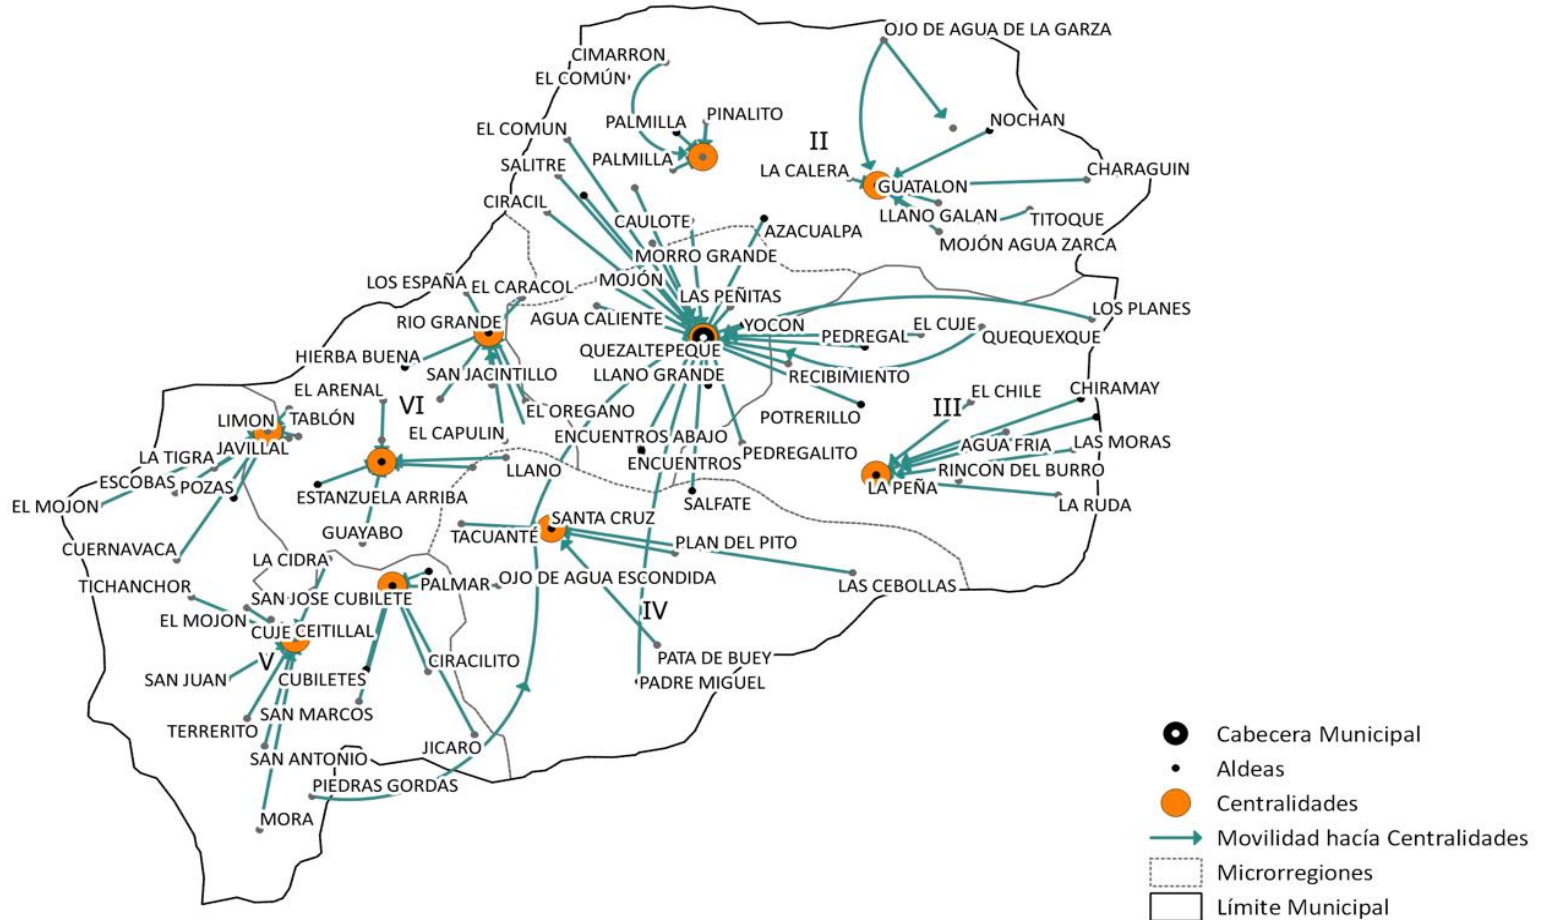 OJO DE AGUA DE LA GARZA
CIMARRON
EL COMÚN
PINALITO
PALMILLA
NOCHAN
EL COMUN
II
PALMILLA
SALITRE
LA CALERA
CHARAGUIN
GUATALON
CIRACIL
LLANO GALAN
TITOQUE
CAULOTE
AZACUALPA
MOJÓN AGUA ZARCA
MORRO GRANDE
MOJÓN
LOS ESPAÑA
EL CARACOL
LAS PEÑITAS
LOS PLANES
RIO GRANDE
AGUA CALIENTE
YOCON
EL CUJE
PEDREGAL
QUEQUEXQUE
QUEZALTEPEQUE
HIERBA BUENA
SAN JACINTILLO
LLANO GRANDE
RECIBIMIENTO
EL ARENAL
EL CHILE
CHIRAMAY
VI
III
LIMON
TABLÓN
EL OREGANO
POTRERILLO
EL CAPULIN
ENCUENTROS ABAJO
AGUA FRIA
LAS MORAS
JAVILLAL
PEDREGALITO
LA TIGRA
ENCUENTROS
LLANO
RINCON DEL BURRO
ESCOBAS
POZAS
LA PEÑA
ESTANZUELA ARRIBA
EL MOJON
SALFATE
LA RUDA
SANTA CRUZ
GUAYABO
TACUANTÉ
PLAN DEL PITO
CUERNAVACA
LA CIDRA
TICHANCHOR
PALMAR
OJO DE AGUA ESCONDIDA
LAS CEBOLLAS
SAN JOSE CUBILETE
IV
EL MOJON
CUJE
CEITILLAL
V
CIRACILITO
PATA DE BUEY
SAN JUAN
CUBILETES
PADRE MIGUEL
SAN MARCOS
TERRERITO
JICARO
SAN ANTONIO
PIEDRAS GORDAS
MORA
Cabecera Municipal
Aldeas
Centralidades
Movilidad hacía Centralidades
Microrregiones
Límite Municipal